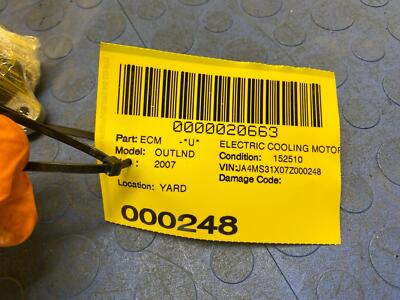 0000020663
Part: ECM -*U* ELECTRIC COOLING MOTOR
Model: OUTLND Condition: 152510
: 2007 VIN:JA4MS31X07Z000248
Damage Code:
Location: YARD
000248